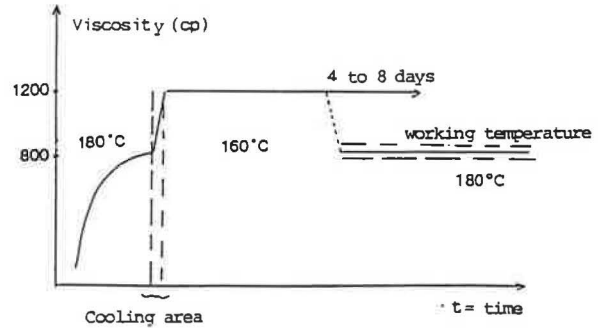 Viscosity (cp)
1200
4 to 8 days
180°C
160°C
working temperature
800
180°C
t= time
Cooling area